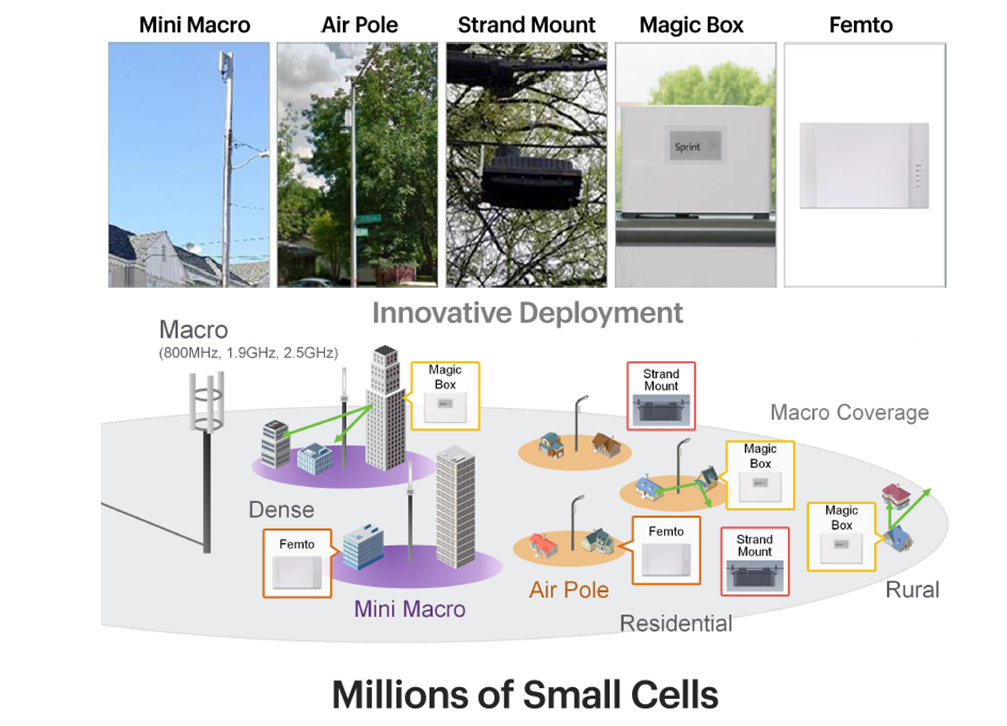 Mini Macro
Air Pole
Strand Mount
Magic Box
Femto
Sprint
Innovative Deployment
Macro
(800MHz, 1.9GHz, 2.5GHz)
Magic
Box
Strand
Mount
Macro Coverage
Magic
Box
Dense
Magic
Box
Femto
Femto
Strand
Mount
Air Pole
Rural
Mini Macro
Residential
Millions of Small Cells